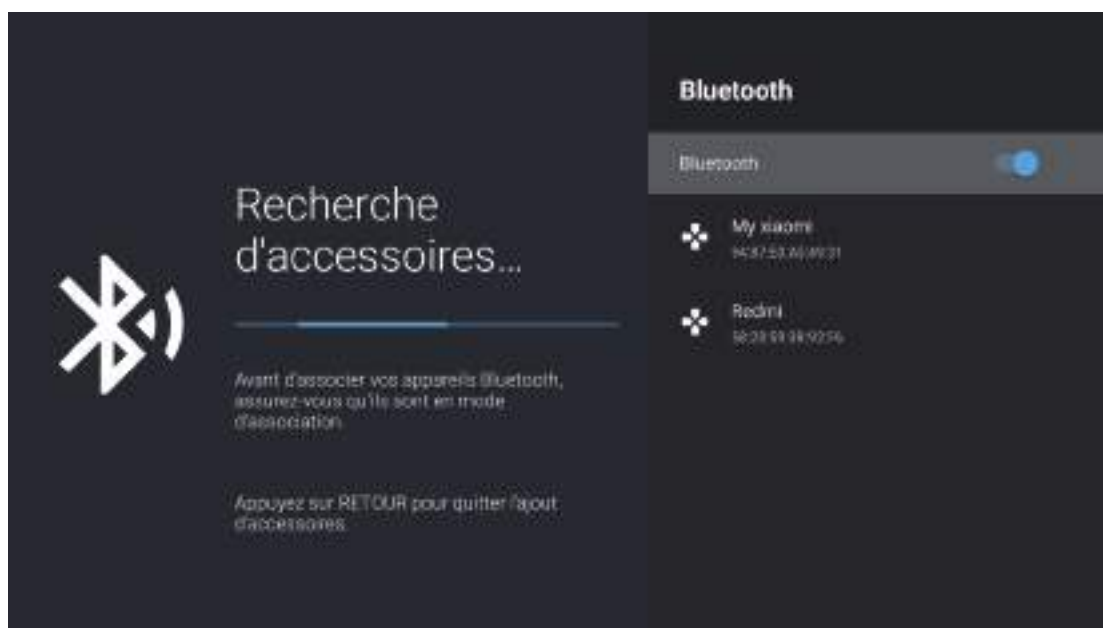 Recherche
d'accessoires...
Avant d'associer vos appareils Bluetooth,
assurez-vous qu'ils sont en mode
d'association.
Appuyez sur RETOUR pour quitter l'ajout
d'accessoires.
Bluetooth
Bluetooth
My xiaomi
Redmi